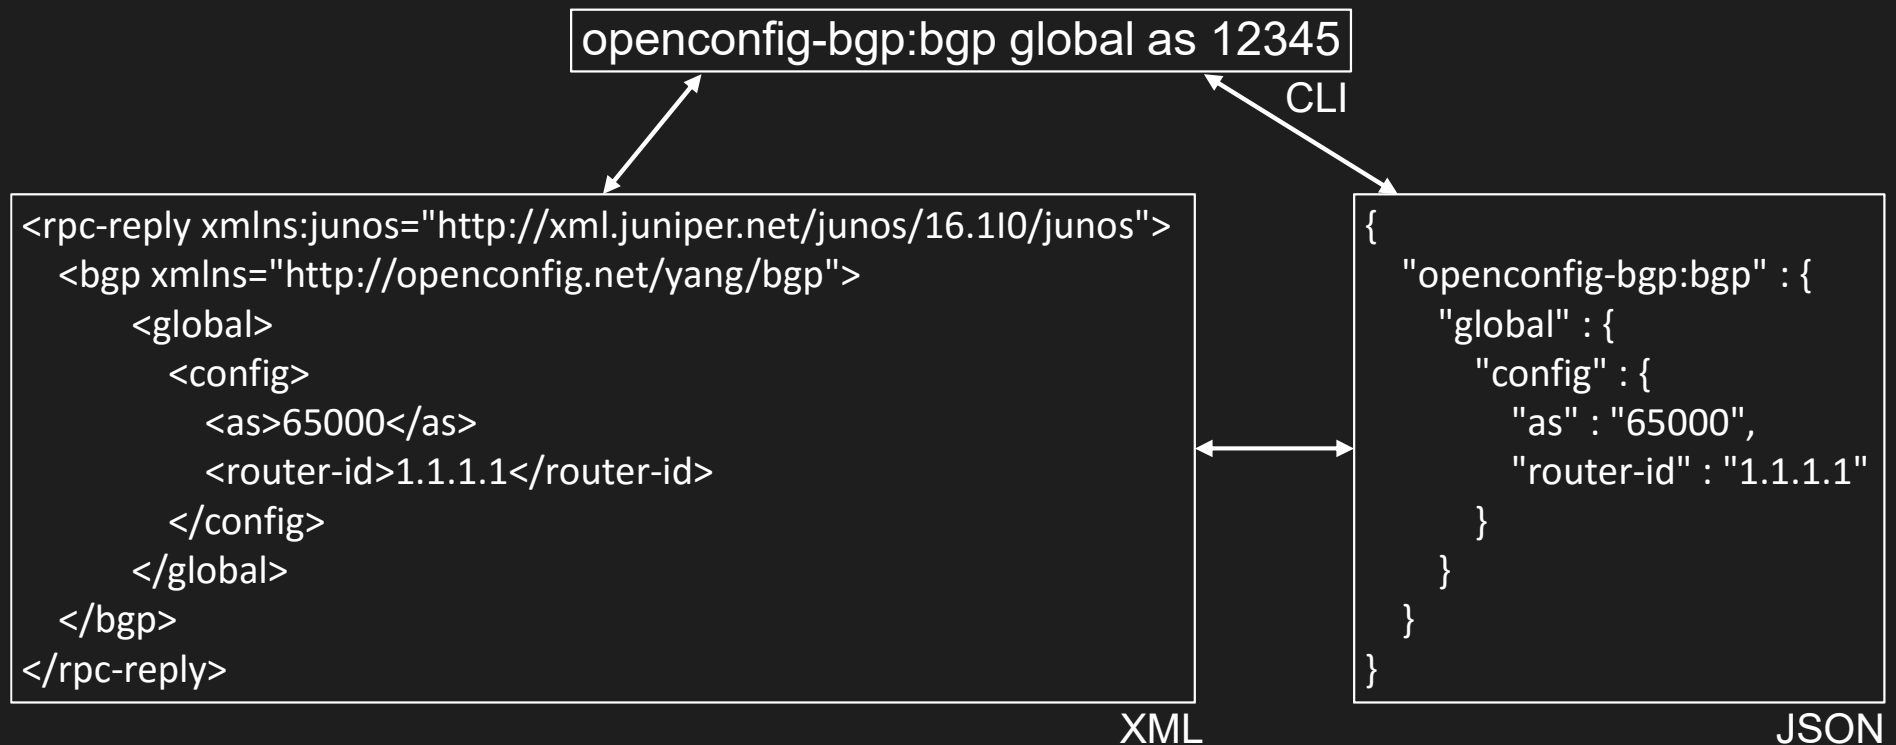 openconfig-bgp:bgp global as 12345
CLI
<rpc-reply xmlns:junos="http://xml.juniper.net/junos/16.1I0/junos">
<bgp xmlns="http://openconfig.net/yang/bgp">
<global>
<config>
<as>65000</as>
<router-id>1.1.1.1</router-id>
</config>
</global>
</bgp>
</rpc-reply>
XML
{
"openconfig-bgp:bgp" : {
"global" : {
"config" : {
"as" : "65000",
"router-id" : "1.1.1.1"
}
}
}
}
JSON